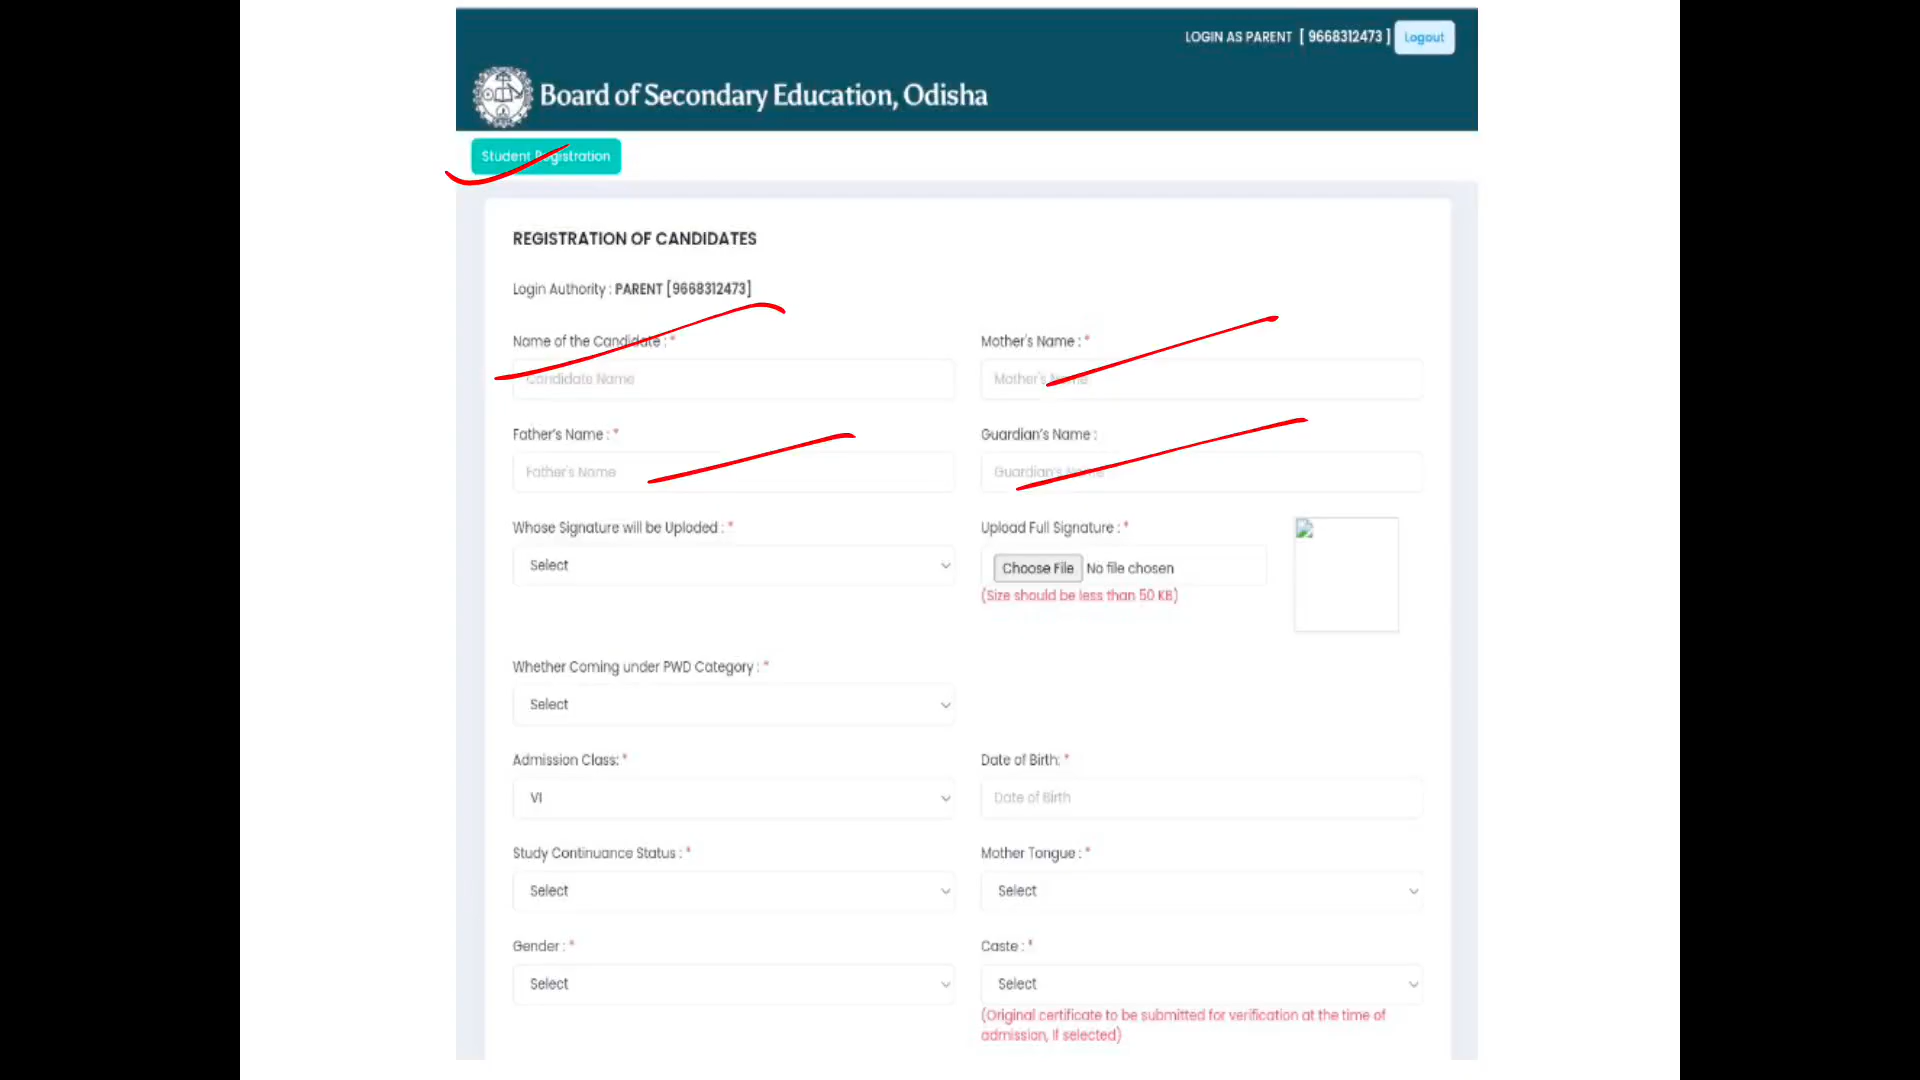 LOGIN AS PARENT [ 9668312473 ] Logout
Board of Secondary Education, Odisha
Student Registration
REGISTRATION OF CANDIDATES
Login Authority : PARENT [9668312473]
Name of the Candidate : * Mother's Name : *
Candidate Name Mother's Name
Father's Name : * Guardian's Name :
Father's Name Guardian's Name
Whose Signature will be Uploded : * Upload Full Signature : *
Select Choose File No file chosen
(Size should be less than 50 KB)
Whether Coming under PWD Category : *
Select
Admission Class: * Date of Birth: *
VI Date of Birth
Study Continuance Status : * Mother Tongue : *
Select Select
Gender : * Caste : *
Select Select
(Original certificate to be submitted for verification at the time of
admission, If selected)